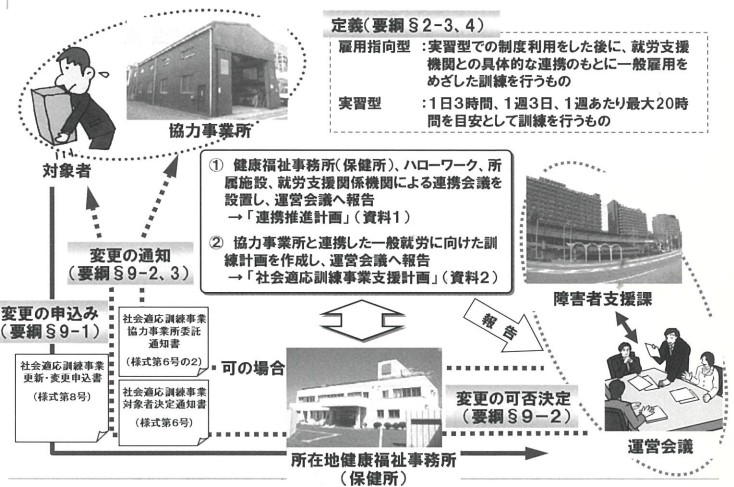 定義(要綱§2-3、4)
雇用指向型 :実習型での制度利用をした後に、就労支援
機関との具体的な連携のもとに一般雇用を
めざした訓練を行うもの
実習型 :1日3時間、1週3日、1週あたり最大20時
間を目安として訓練を行うもの
協力事業所
対象者
① 健康福祉事務所(保健所)、ハローワーク、所
属施設、就労支援関係機関による連携会議を
設置し、運営会議へ報告
→「連携推進計画」(資料1)
② 協力事業所と連携した一般就労に向けた訓
練計画を作成し、運営会議へ報告
→「社会適応訓練事業支援計画」(資料2)
変更の通知
(要綱§9-2、3)
障害者支援課
変更の申込み
(要綱§9-1)
社会適応訓練事業
協力事業所委託
通知書
(様式第6号の2)
報告
社会適応訓練事業
更新・変更申込書
(様式第8号)
可の場合
社会適応訓練事業
対象者決定通知書
(様式第6号)
変更の可否決定
(要綱§9-2)
運営会議
所在地健康福祉事務所
(保健所)